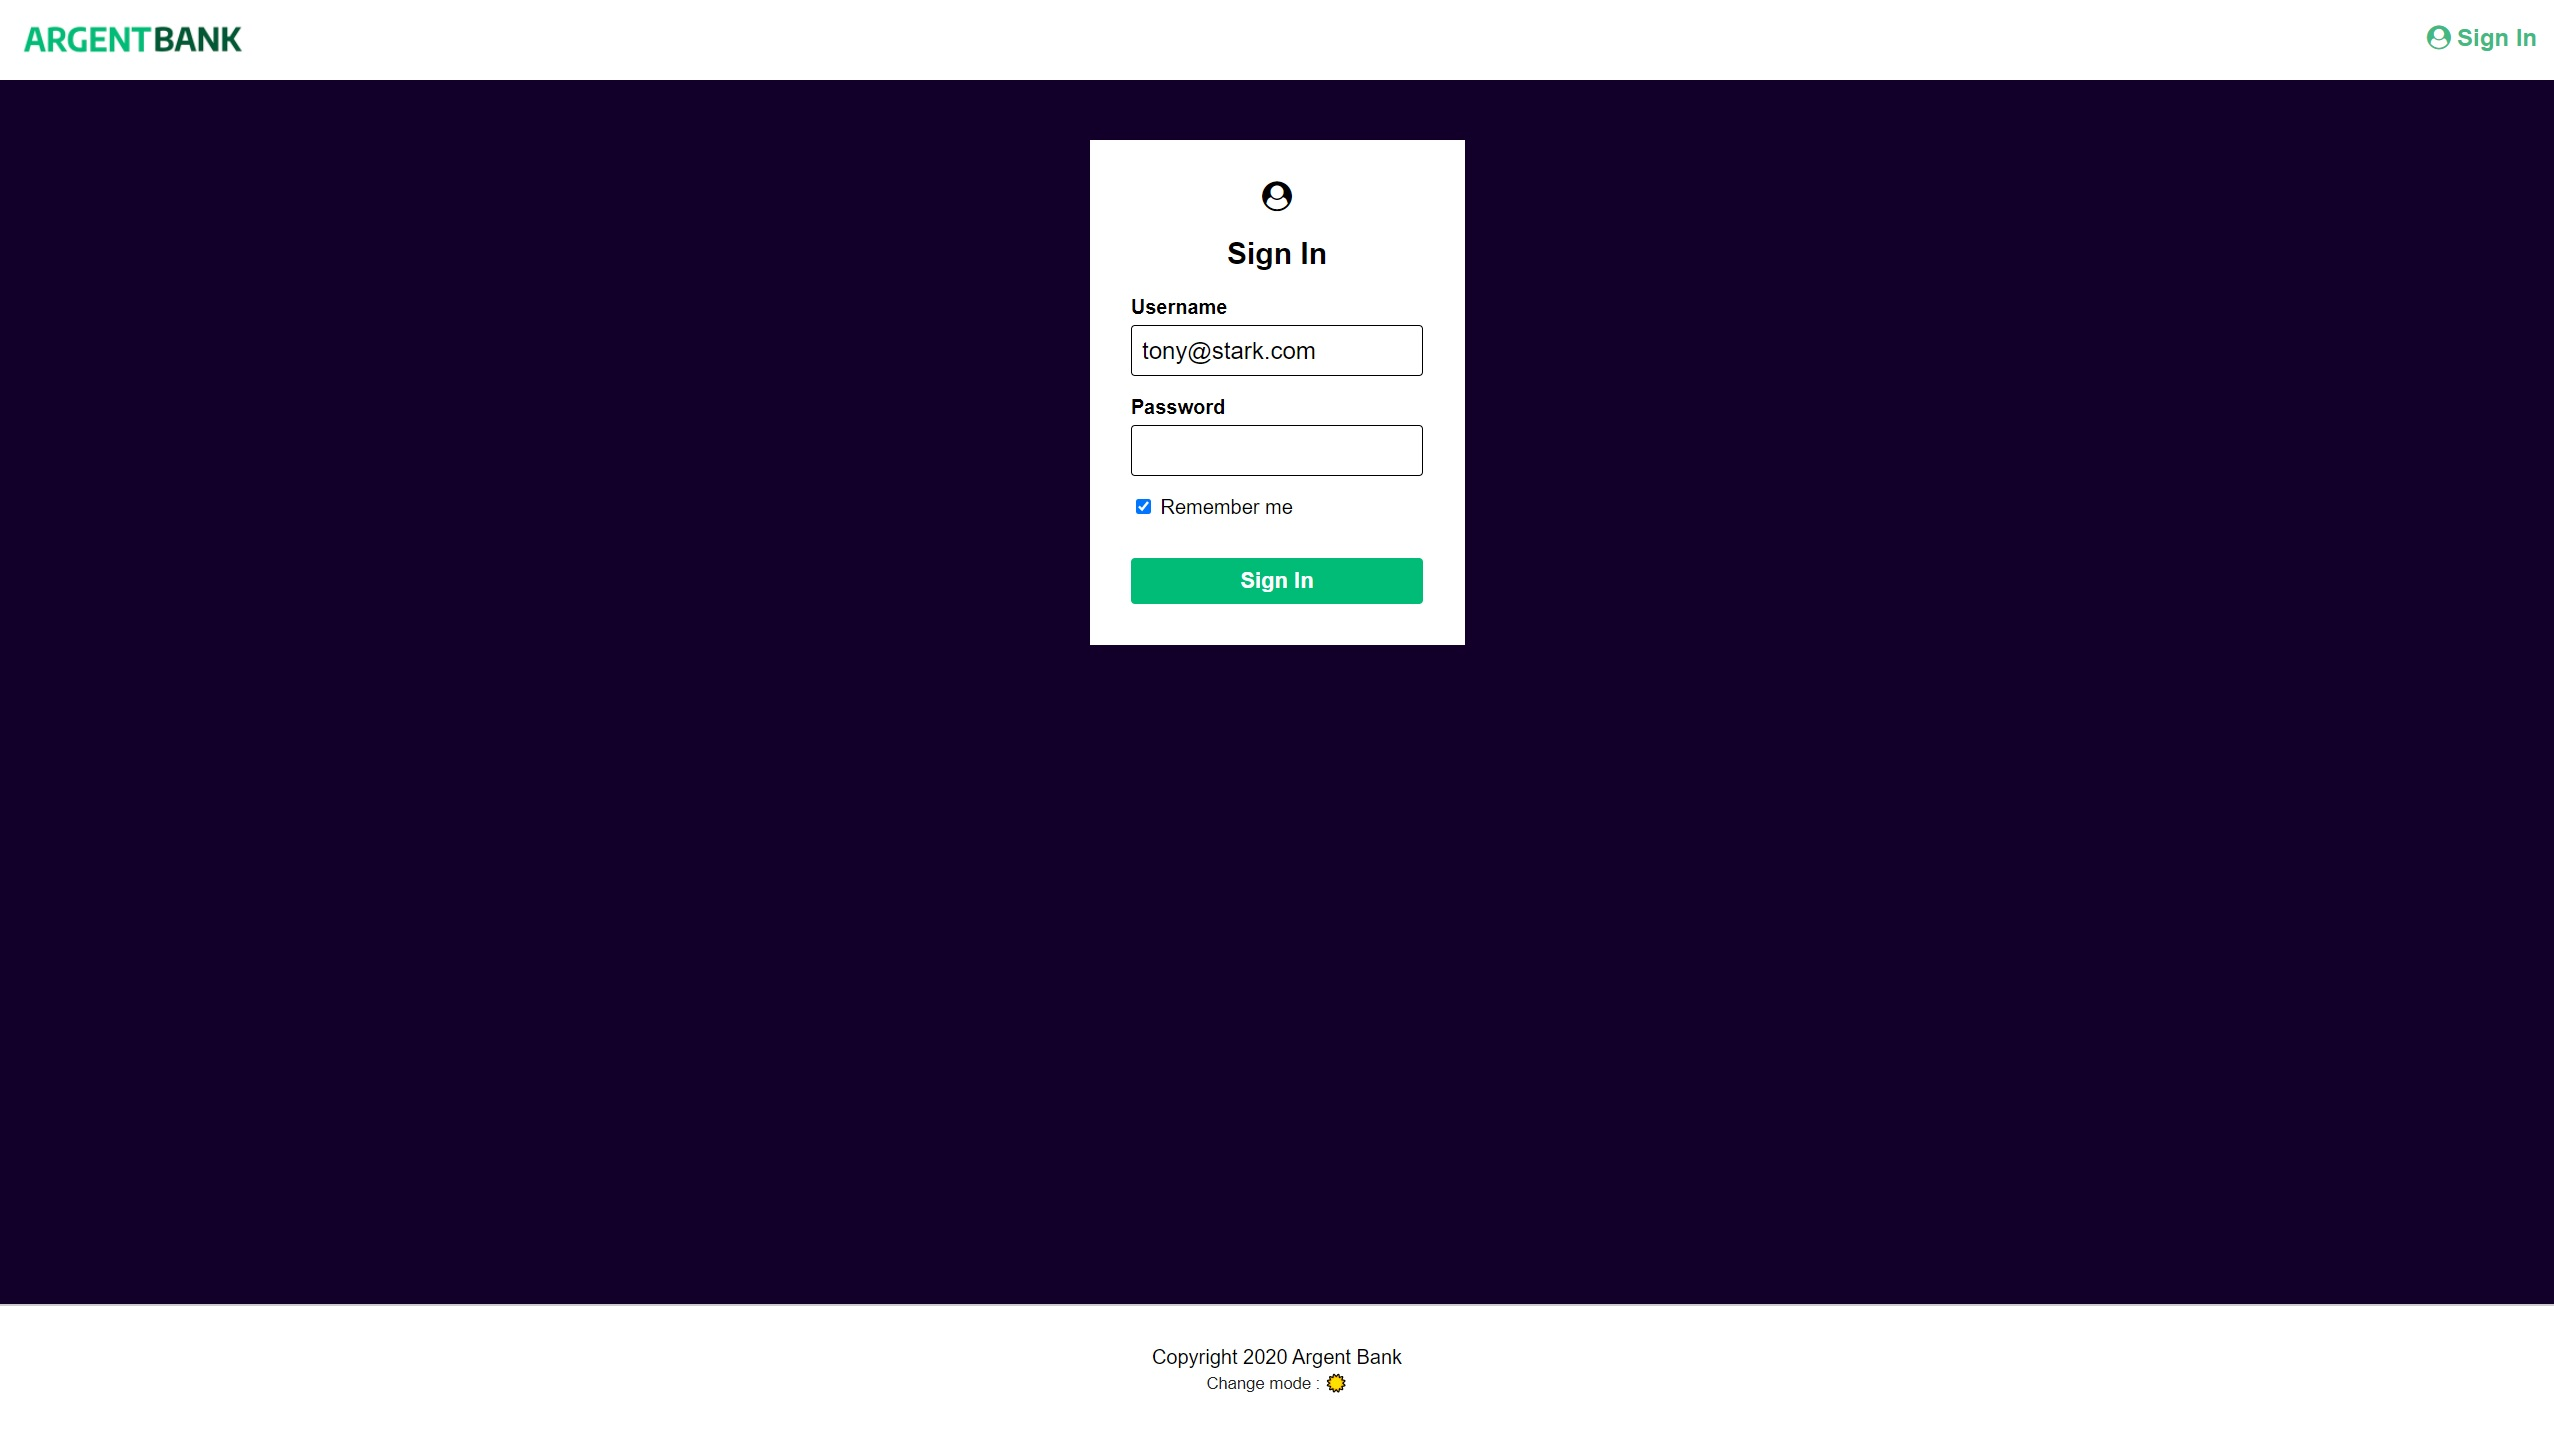 ARGENTBANK
Sign In
Sign In
Username
tony@stark.com
Password
Remember me
Sign In
Copyright 2020 Argent Bank
Change mode :